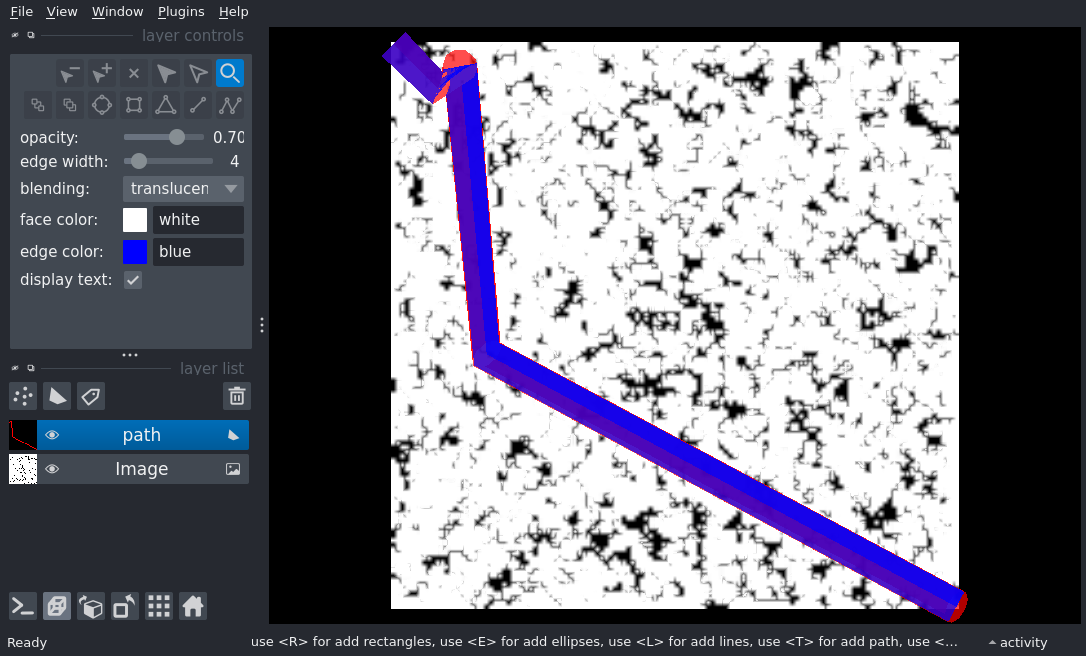 File View Window Plugins Help
layer controls
opacity: 0.70
edge width: 4
blending: translucen
face color: white
edge color: blue
display text:
layer list
path
Image
Ready use <R> for add rectangles, use <E> for add ellipses, use <L> for add lines, use <T> for add path, use <... activity